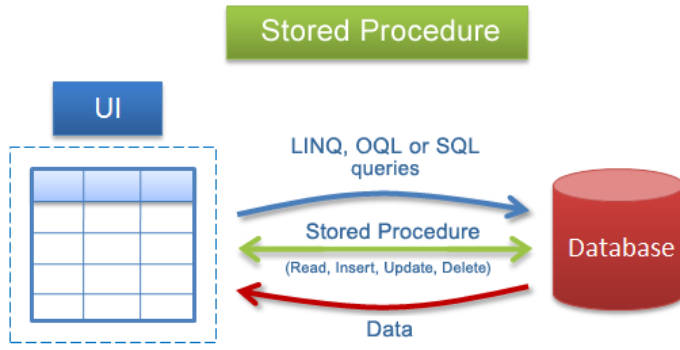 Stored Procedure
UI
LINQ, OQL or SQL
queries
Stored Procedure
(Read, Insert, Update, Delete)
Database
Data